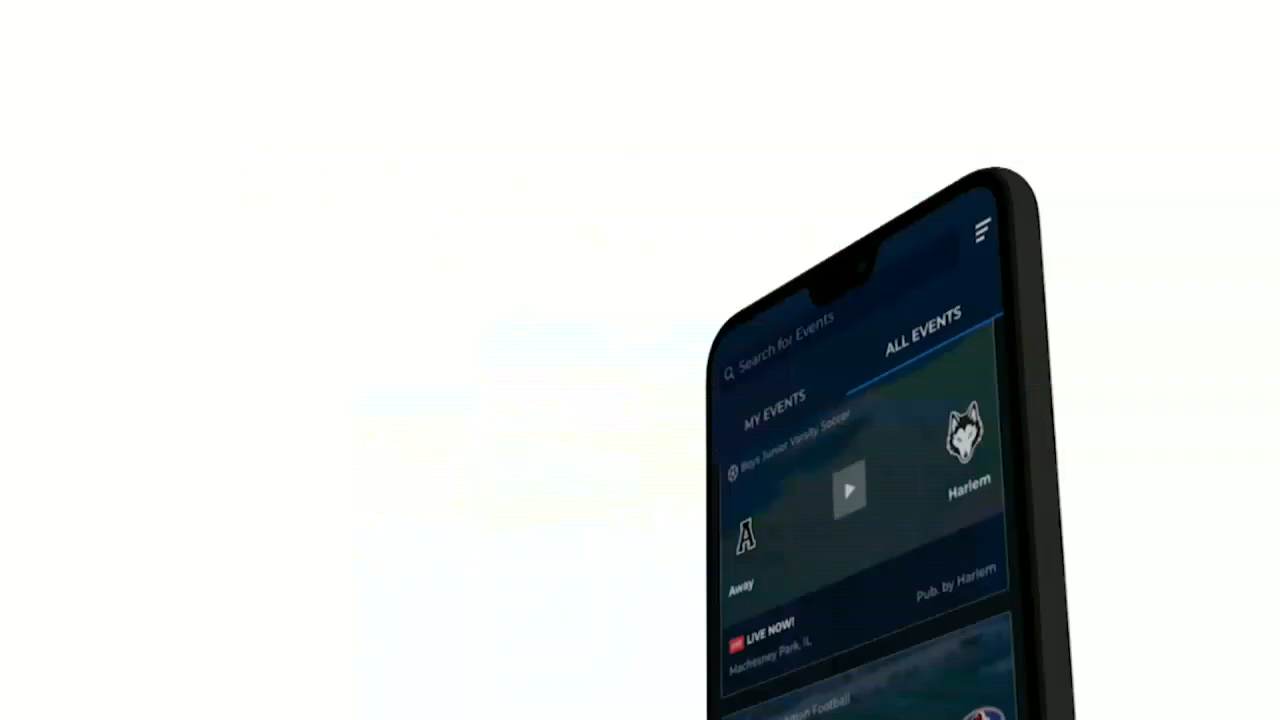 Search for Events
MY EVENTS
ALL EVENTS
Boys Junior Varsity Soccer
A
Away
Harlem
LIVE NOW!
Pub. by Harlem
Machesney Park, IL
Football